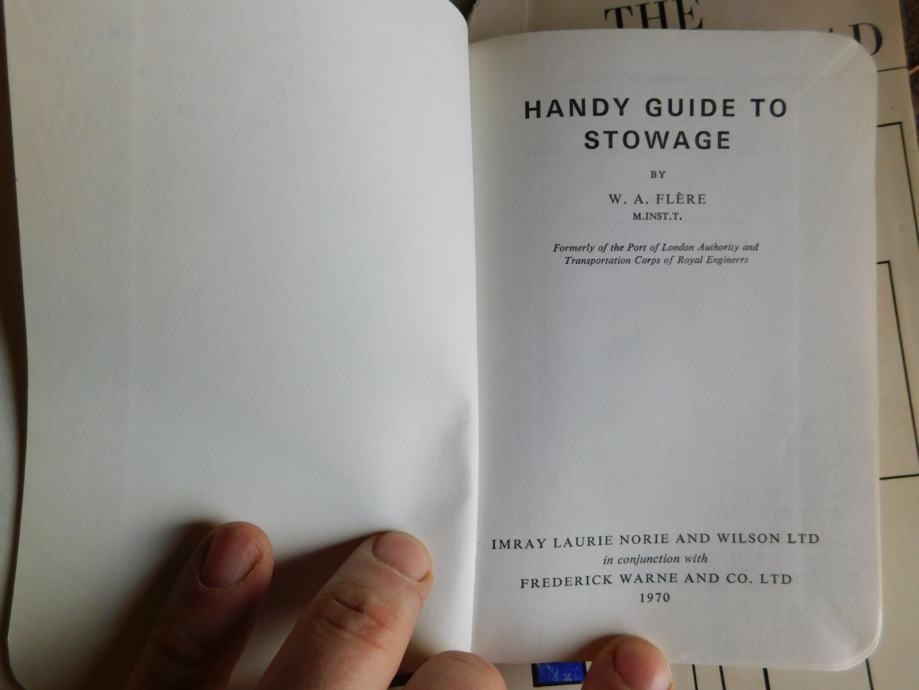 THE
HANDY GUIDE TO
STOWAGE
BY
W. A. FLÈRE
M.INST.T.
Formerly of the Port of London Authority and
Transportation Corps of Royal Engineers
IMRAY LAURIE NORIE AND WILSON LTD
in conjunction with
FREDERICK WARNE AND CO. LTD
1970